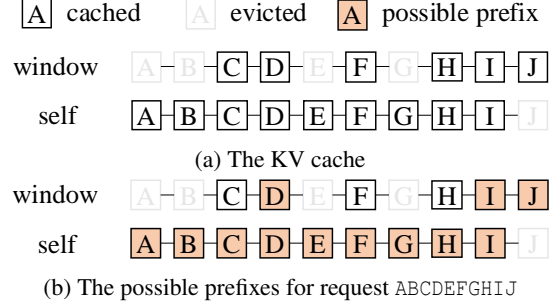 A cached A evicted A possible prefix
window A B C D E F G H I J
self A B C D E F G H I J
(a) The KV cache
window A B C D E F G H I J
self A B C D E F G H I J
(b) The possible prefixes for request ABCDEFGHIJ